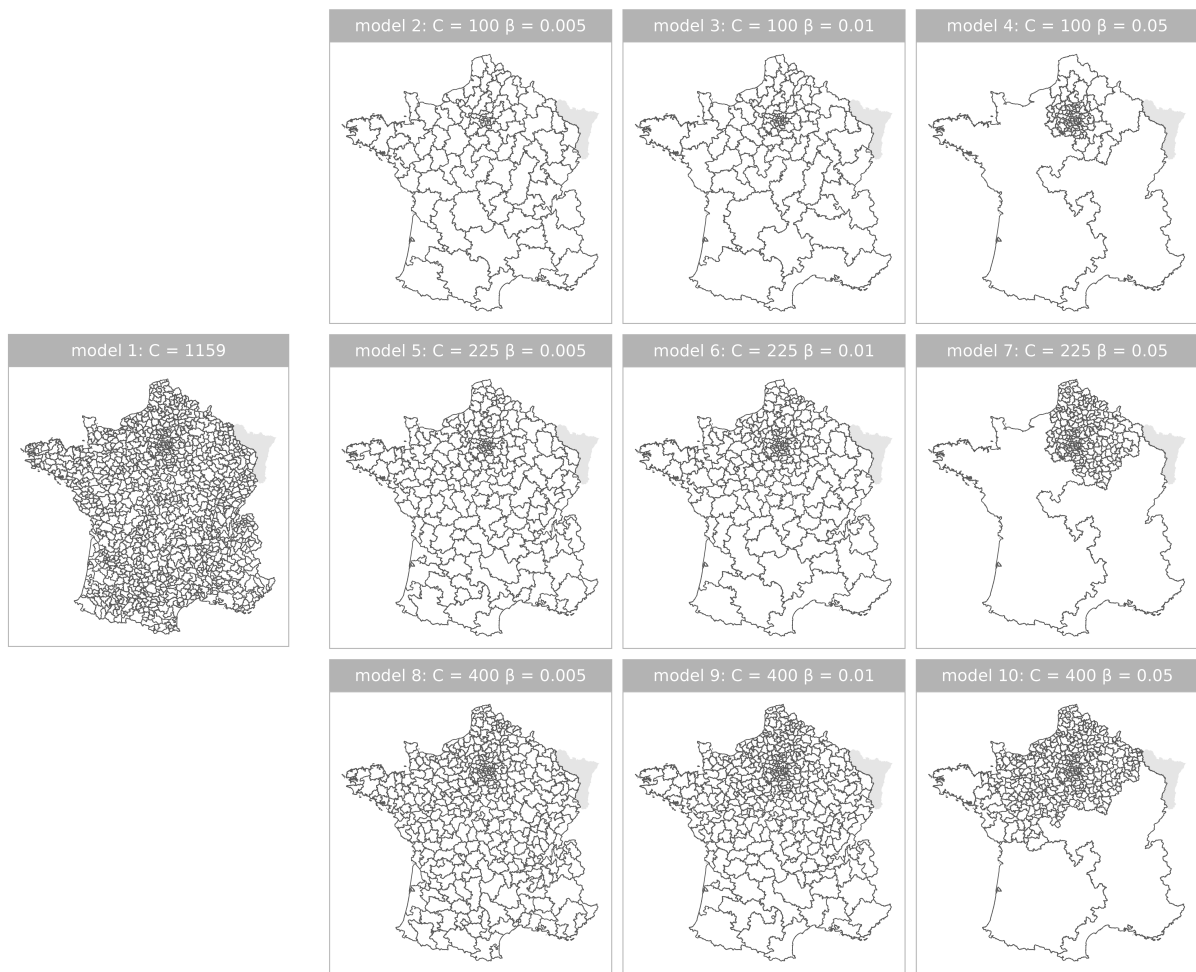 model 2: C = 100 β = 0.005
model 3: C = 100 β = 0.01
model 4: C = 100 β = 0.05
model 1: C = 1159
model 5: C = 225 β = 0.005
model 6: C = 225 β = 0.01
model 7: C = 225 β = 0.05
model 8: C = 400 β = 0.005
model 9: C = 400 β = 0.01
model 10: C = 400 β = 0.05